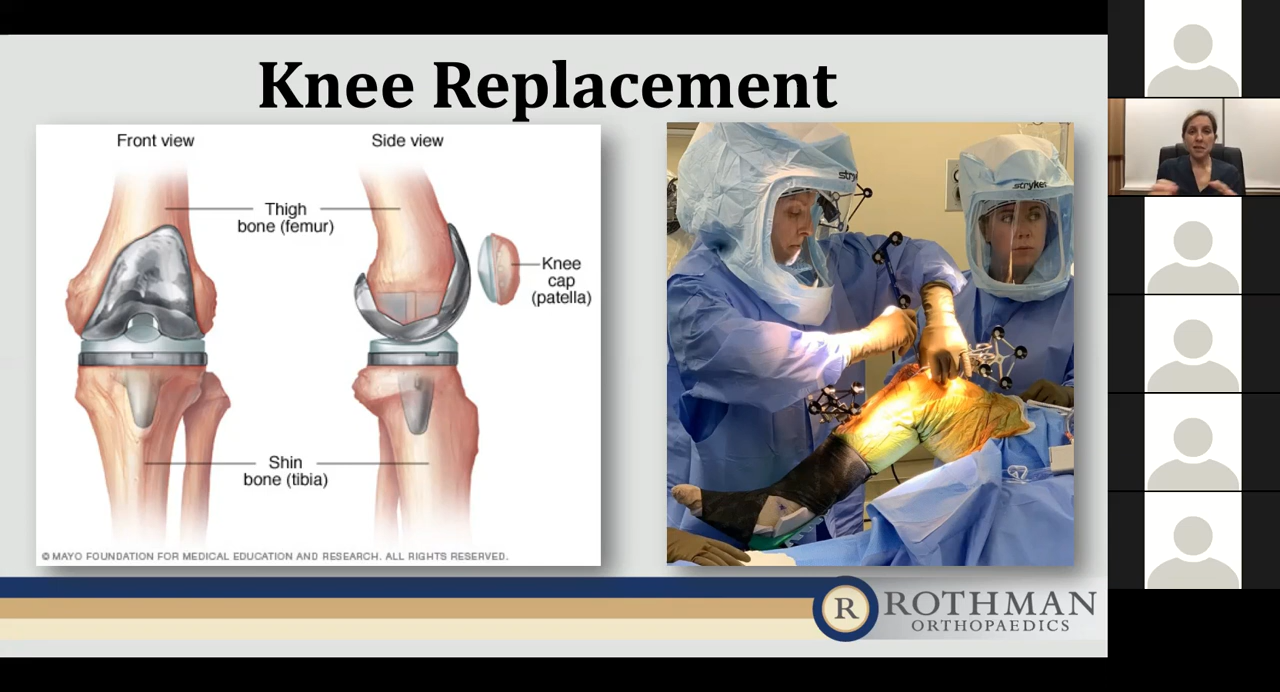 Knee Replacement
Front view
Side view
Thigh
bone (femur)
Knee
cap
(patella)
Shin
bone (tibia)
© MAYO FOUNDATION FOR MEDICAL EDUCATION AND RESEARCH. ALL RIGHTS RESERVED.
stryker
R
ROTHMAN
ORTHOPAEDICS